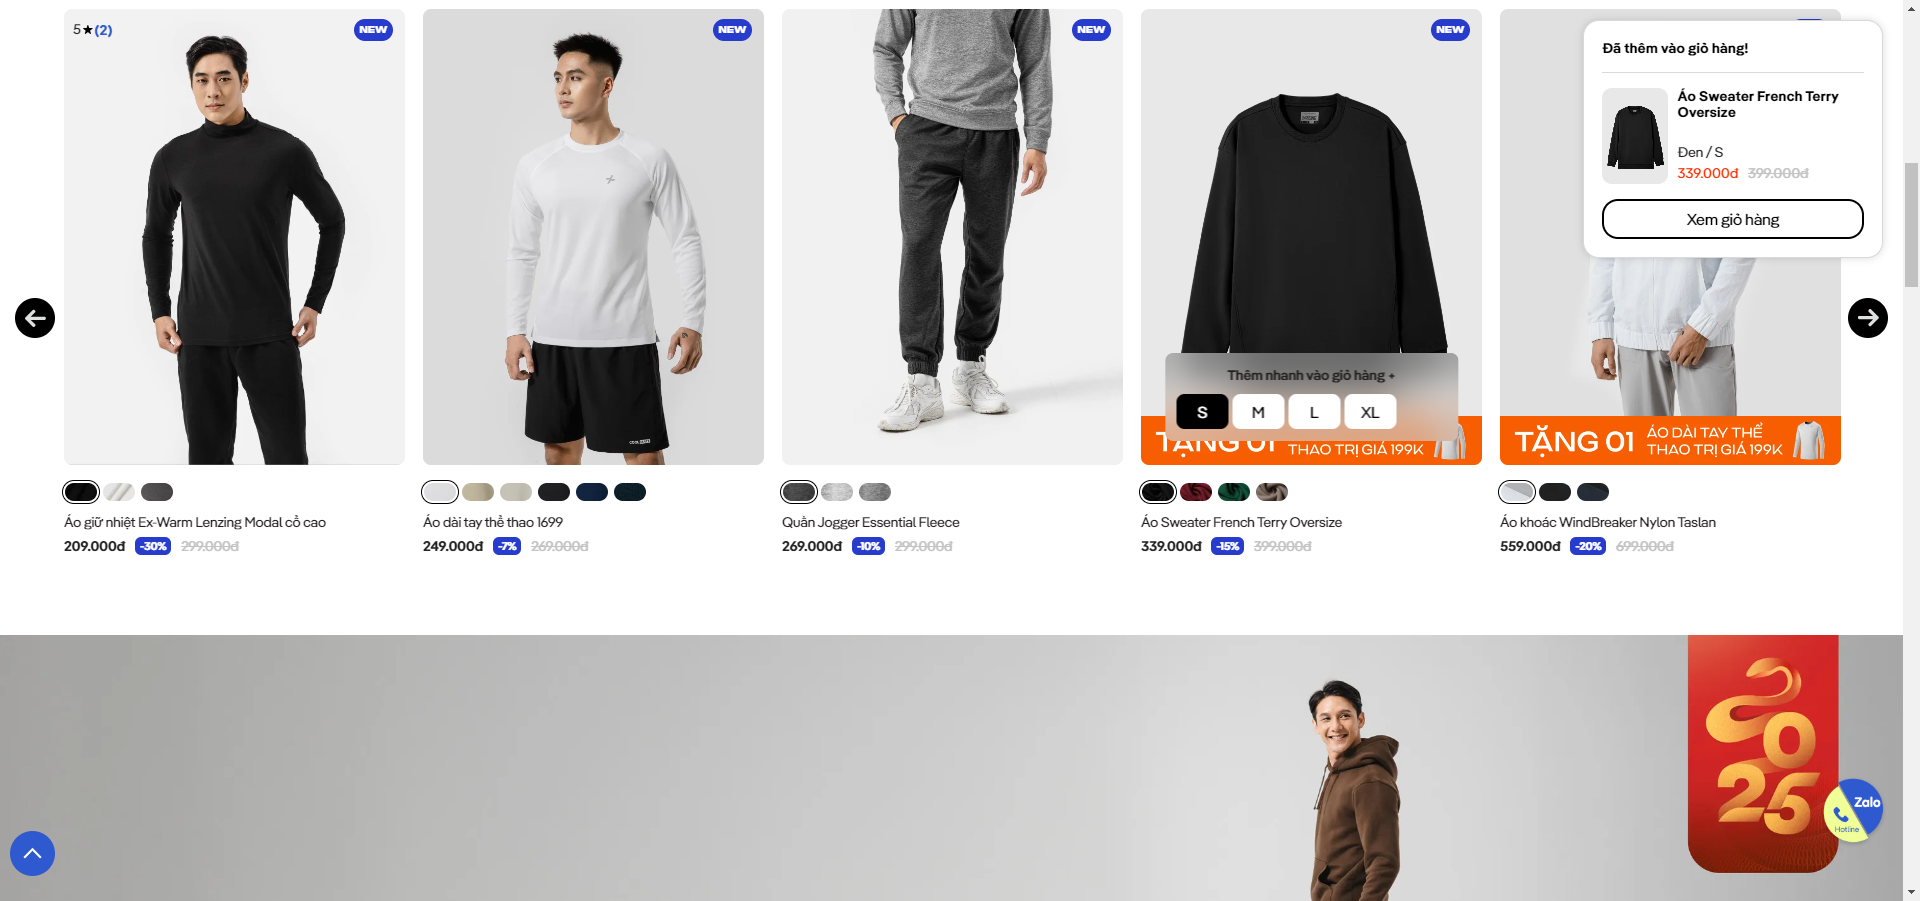 5★(2)
NEW
NEW
NEW
NEW
Đã thêm vào giỏ hàng!
Áo Sweater French Terry
Oversize
Đen / S
339.000đ 399.000đ
Xem giỏ hàng
Thêm nhanh vào giỏ hàng +
S M L XL
TẶNG 01
THAO TRỊ GIÁ 199K
TẶNG 01
ÁO DÀI TAY THỂ
THAO TRỊ GIÁ 199K
Áo giữ nhiệt Ex-Warm Lenzing Modal cổ cao
209.000đ -30% 299.000đ
Áo dài tay thể thao 1699
249.000đ -7% 269.000đ
Quần Jogger Essential Fleece
269.000đ -10% 299.000đ
Áo Sweater French Terry Oversize
339.000đ -15% 399.000đ
Áo khoác WindBreaker Nylon Taslan
559.000đ -20% 699.000đ
2025
Zalo
Hotline